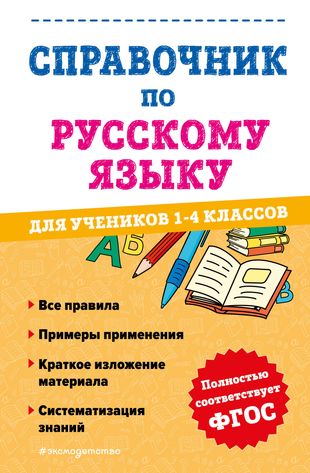 СПРАВОЧНИК
ПО
РУССКОМУ
ЯЗЫКУ
ДЛЯ УЧЕНИКОВ 1-4 КЛАССОВ
АБ
В
Все правила
Примеры применения
Краткое изложение
материала
Систематизация
знаний
Полностью
соответствует
ФГОС
#эксмодетство